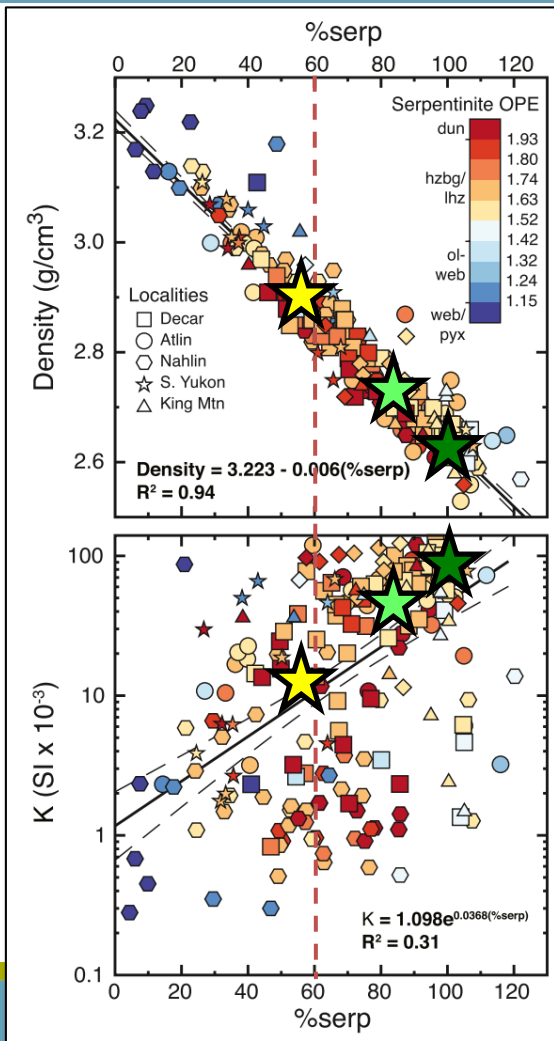 %serp
0 20 40 60 80 100 120
Serpentinite OPE
dun
hzbg/
lhz
ol-
web
web/
pyx
1.93
1.80
1.74
1.63
1.52
1.42
1.32
1.24
1.15
3.2
3.0
2.8
2.6
Density (g/cm³)
Localities
Decar
Atlin
Nahlin
S. Yukon
King Mtn
Density = 3.223 - 0.006(%serp)
R² = 0.94
100
10
1
0.1
K (SI x 10⁻³)
K = 1.098e⁰·⁰³⁶⁸⁽%ˢᵉʳᵖ⁾
R² = 0.31
0 20 40 60 80 100 120
%serp